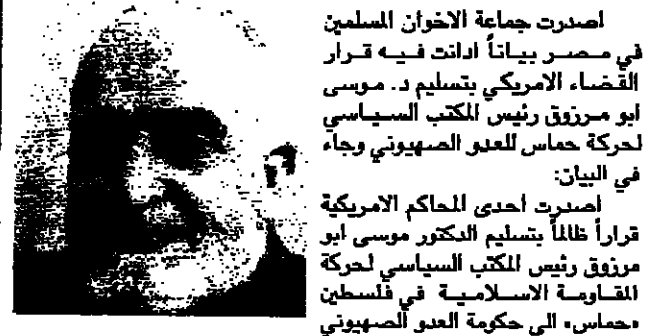 اصدرت جماعة الاخوان المسلمين
في مصر بياناً ادانت فيه قرار
القضاء الامريكي بتسليم د. موسى
ابو مرزوق رئيس المكتب السياسي
لحركة حماس للعدو الصهيوني وجاء
في البيان:
اصدرت احدى المحاكم الامريكية
قراراً ظالماً بتسليم الدكتور موسى ابو
مرزوق رئيس المكتب السياسي لحركة
المقاومة الاسلامية في فلسطين
«حماس» الى حكومة العدو الصهيوني